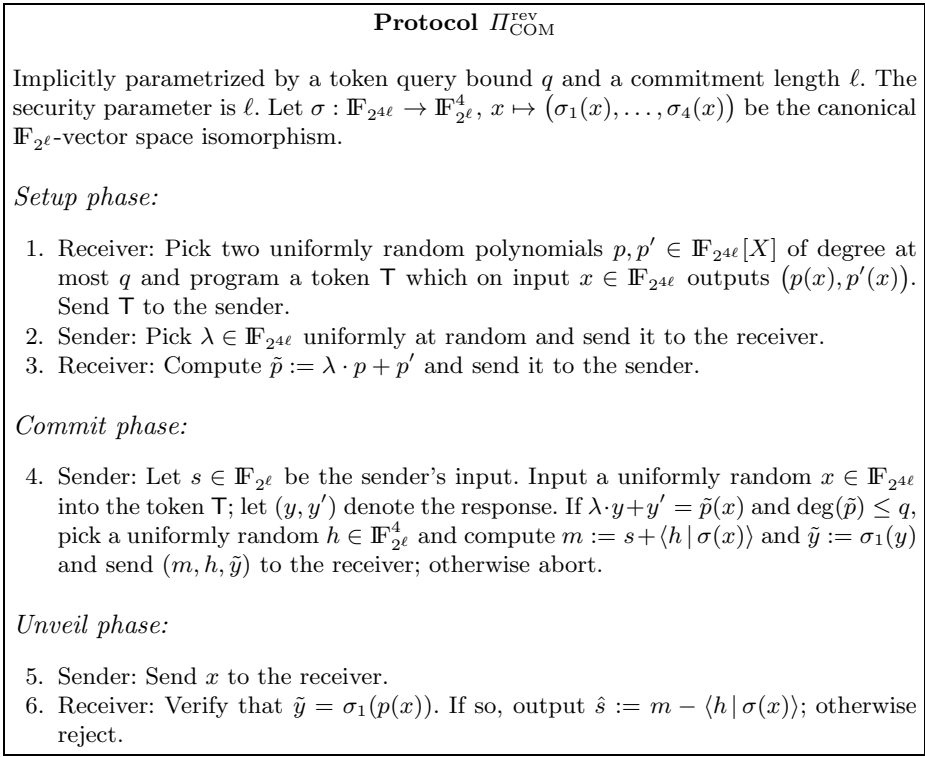 Protocol Π^rev_COM
Implicitly parametrized by a token query bound q and a commitment length ℓ. The
security parameter is ℓ. Let σ : 𝔽_{2^{4ℓ}} → 𝔽^4_{2^ℓ}, x ↦ (σ_1(x), . . . , σ_4(x)) be the canonical
𝔽_{2^ℓ}-vector space isomorphism.
Setup phase:
1. Receiver: Pick two uniformly random polynomials p, p′ ∈ 𝔽_{2^{4ℓ}}[X] of degree at
most q and program a token T which on input x ∈ 𝔽_{2^{4ℓ}} outputs (p(x), p′(x)).
Send T to the sender.
2. Sender: Pick λ ∈ 𝔽_{2^{4ℓ}} uniformly at random and send it to the receiver.
3. Receiver: Compute p̃ := λ · p + p′ and send it to the sender.
Commit phase:
4. Sender: Let s ∈ 𝔽_{2^ℓ} be the sender's input. Input a uniformly random x ∈ 𝔽_{2^{4ℓ}}
into the token T; let (y, y′) denote the response. If λ·y+y′ = p̃(x) and deg(p̃) ≤ q,
pick a uniformly random h ∈ 𝔽^4_{2^ℓ} and compute m := s+⟨h | σ(x)⟩ and ỹ := σ_1(y)
and send (m, h, ỹ) to the receiver; otherwise abort.
Unveil phase:
5. Sender: Send x to the receiver.
6. Receiver: Verify that ỹ = σ_1(p(x)). If so, output ŝ := m − ⟨h | σ(x)⟩; otherwise
reject.